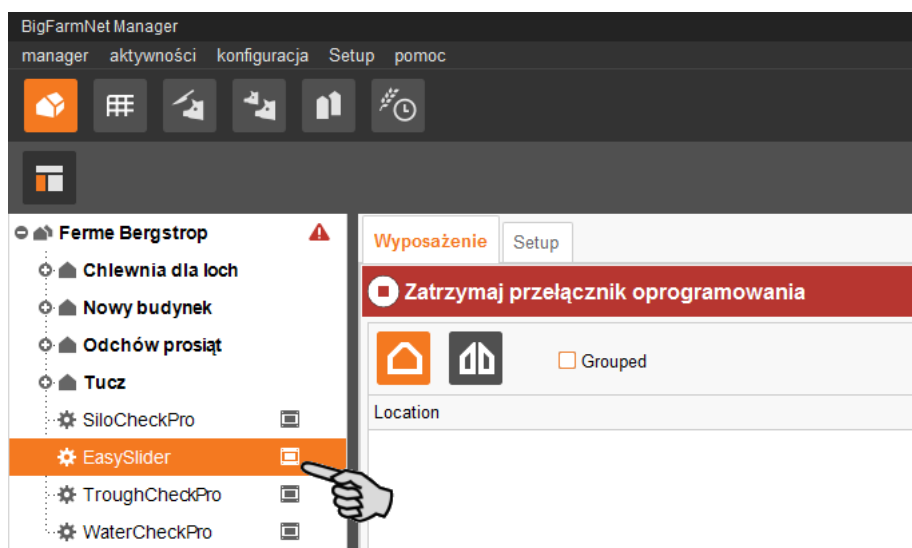 BigFarmNet Manager
manager aktywności konfiguracja Setup pomoc
Ferme Bergstrop
Chlewnia dla loch
Nowy budynek
Odchów prosiąt
Tucz
SiloCheckPro
EasySlider
TroughCheckPro
WaterCheckPro
Wyposażenie Setup
Zatrzymaj przełącznik oprogramowania
Grouped
Location